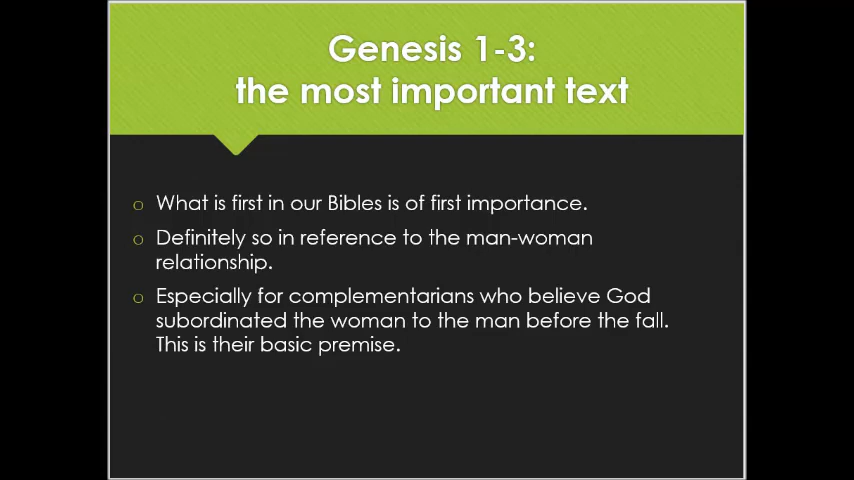 Genesis 1-3:
the most important text
o What is first in our Bibles is of first importance.
o Definitely so in reference to the man-woman
relationship.
o Especially for complementarians who believe God
subordinated the woman to the man before the fall.
This is their basic premise.